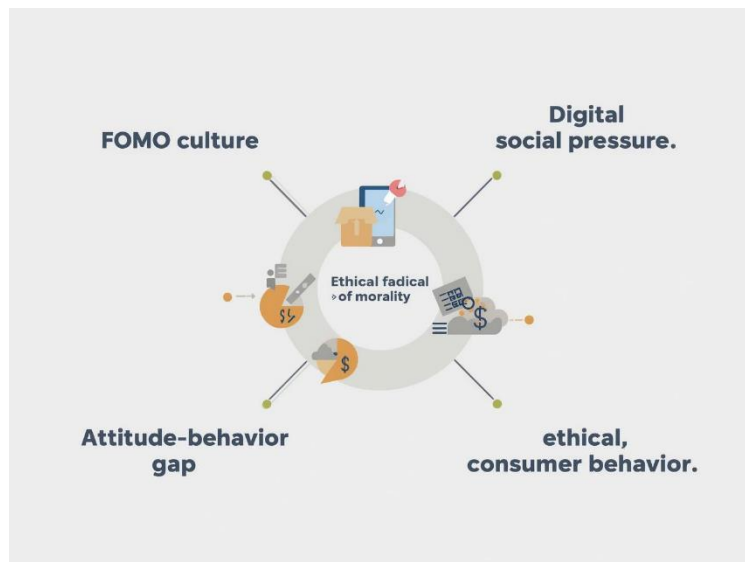 FOMO culture
Digital
social pressure.
Ethical fadical
of morality
$
$
Attitude-behavior
gap
ethical,
consumer behavior.